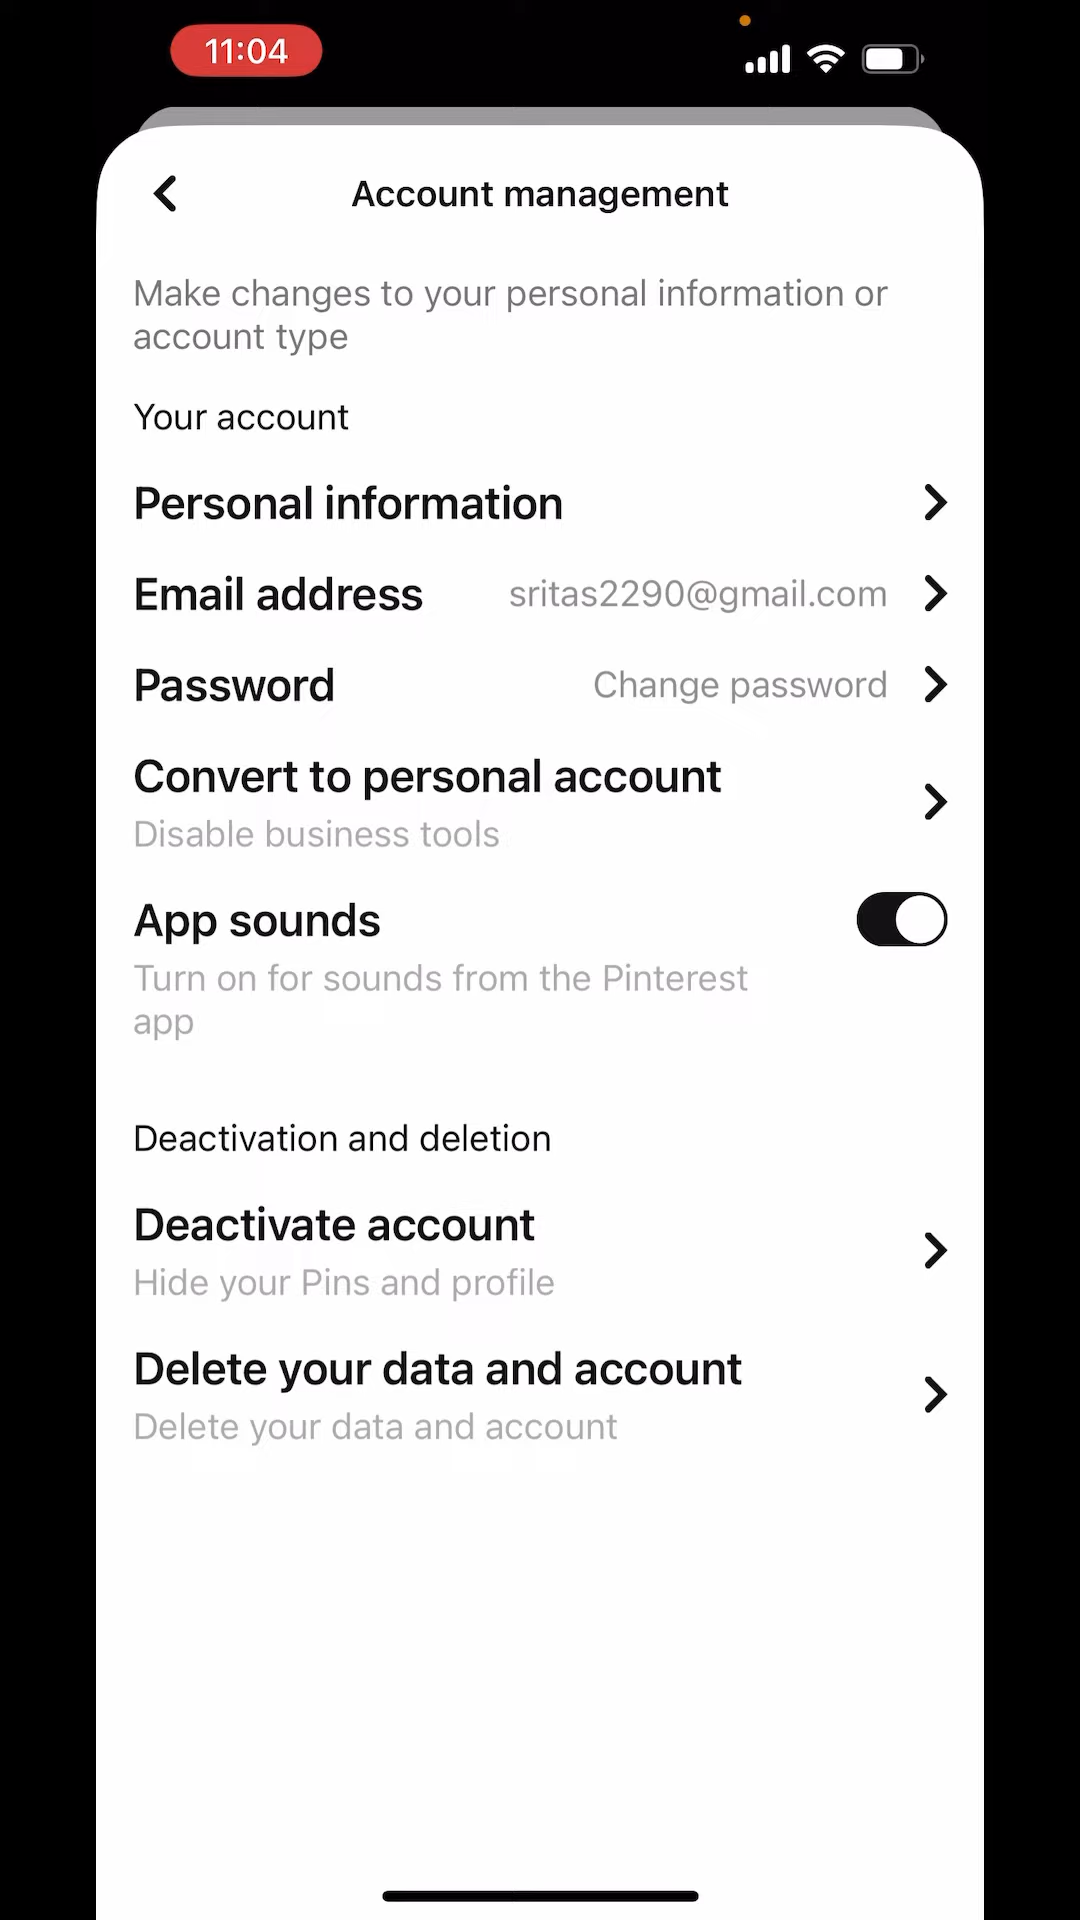 11:04
Account management
Make changes to your personal information or
account type
Your account
Personal information
Email address sritas2290@gmail.com
Password Change password
Convert to personal account
Disable business tools
App sounds
Turn on for sounds from the Pinterest
app
Deactivation and deletion
Deactivate account
Hide your Pins and profile
Delete your data and account
Delete your data and account